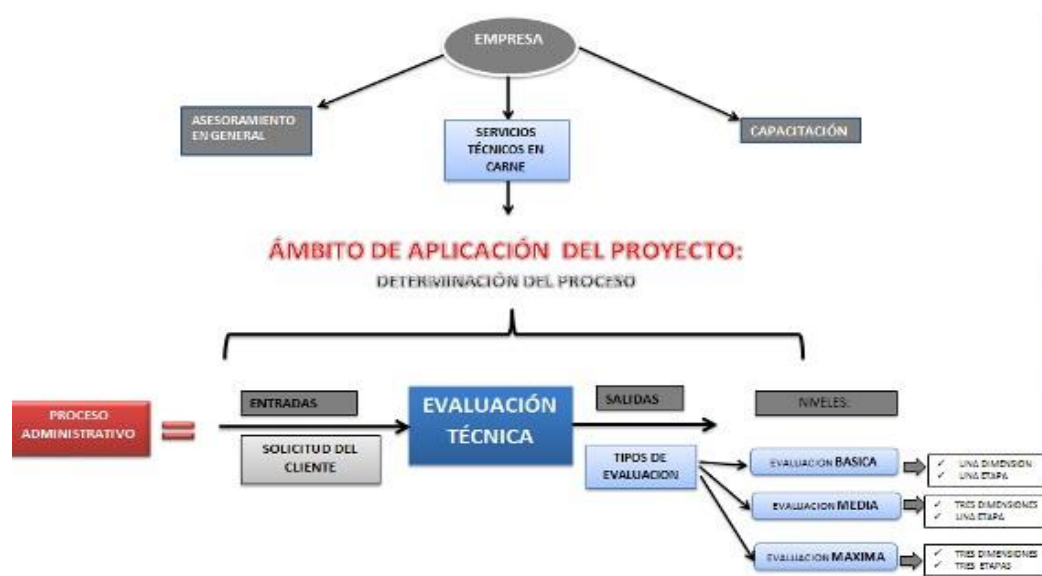 EMPRESA
ASESORAMIENTO
EN GENERAL
SERVICIOS
TÉCNICOS EN
CARNE
CAPACITACIÓN
ÁMBITO DE APLICACIÓN DEL PROYECTO:
DETERMINACIÓN DEL PROCESO
PROCESO
ADMINISTRATIVO
=
ENTRADAS
SOLICITUD DEL
CLIENTE
EVALUACIÓN
TÉCNICA
SALIDAS
TIPOS DE
EVALUACION
NIVELES:
EVALUACION BASICA
✓ UNA DIMENSION
✓ UNA ETAPA
EVALUACION MEDIA
✓ TRES DIMENSIONES
✓ UNA ETAPA
EVALUACION MAXIMA
✓ TRES DIMENSIONES
✓ TRES ETAPAS